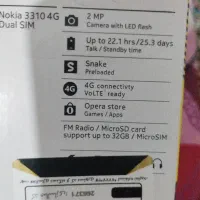 Nokia 3310 4G
Dual SIM
2 MP
Camera with LED flash
Up to 22.1 hrs/25.3 days
Talk / Standby time
S
Snake
Preloaded
4G
4G connectivty
VoLTE ready
Opera store
Games / Apps
FM Radio / MicroSD card
support up to 32GB / MicroSIM